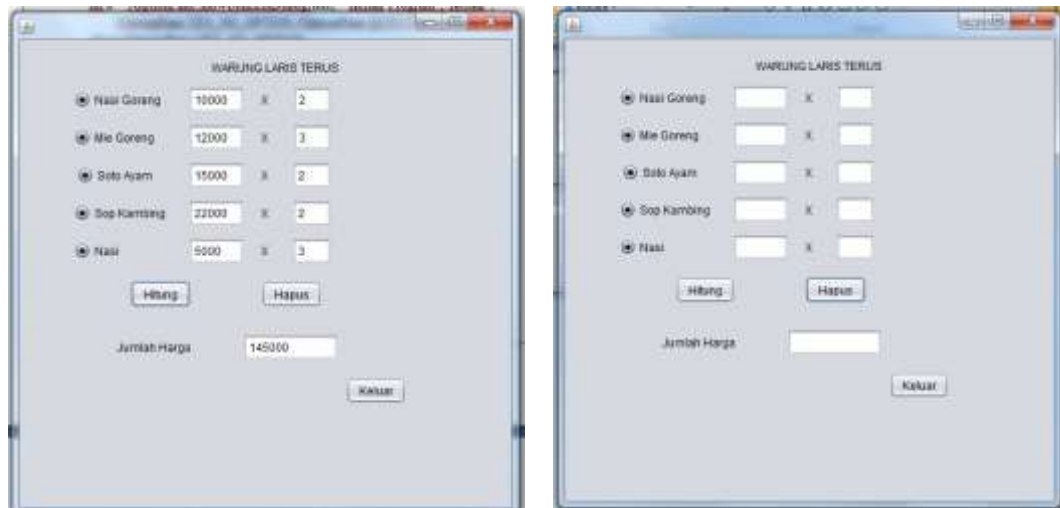 WARUNG LARIS TERUS
Nasi Goreng 10000 X 2
Mie Goreng 12000 X 3
Soto Ayam 15000 X 2
Sop Kambing 22000 X 2
Nasi 5000 X 3
Hitung Hapus
Jumlah Harga 145000
Keluar
WARUNG LARIS TERUS
Nasi Goreng X
Mie Goreng X
Soto Ayam X
Sop Kambing X
Nasi X
Hitung Hapus
Jumlah Harga
Keluar